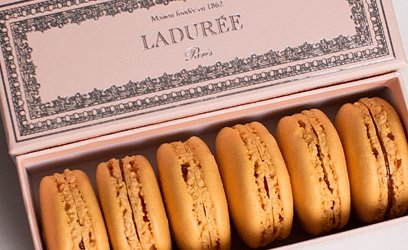 Maison fondée en 1862
LADURÉE
Paris